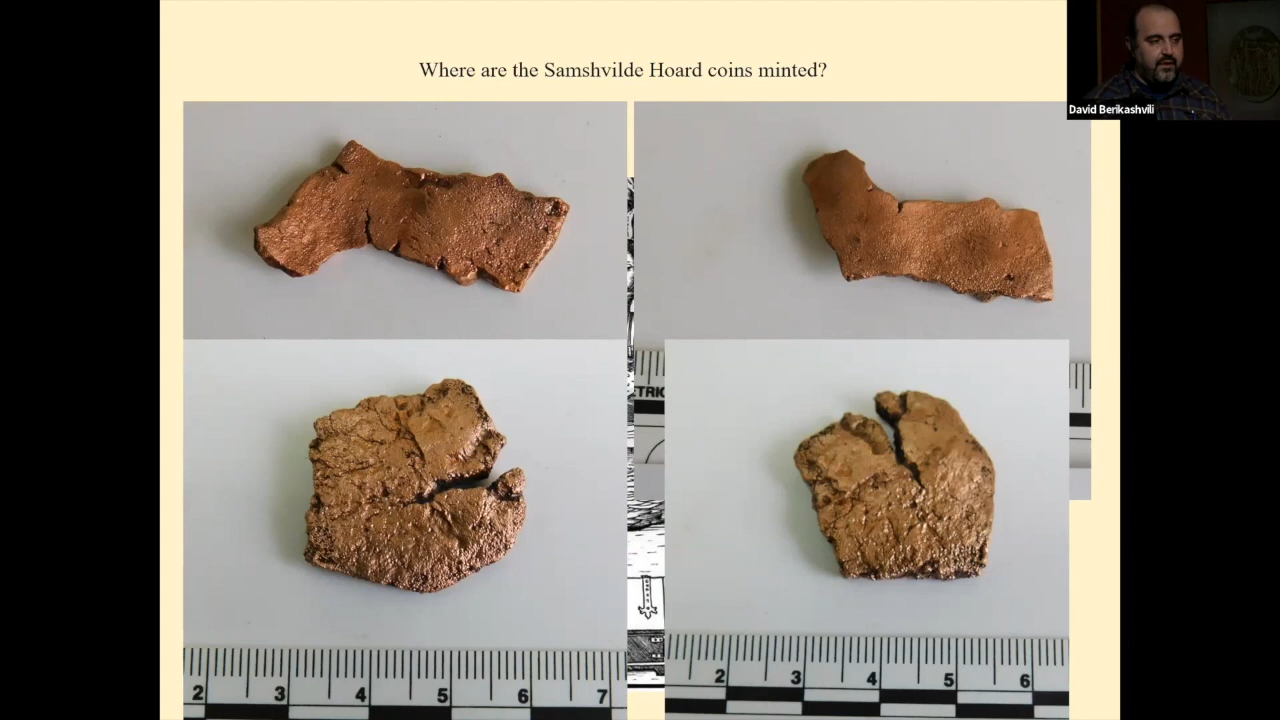 Where are the Samshvilde Hoard coins minted?
David Berikashvili
TRIC
2 3 4 5 6 7
2 3 4 5 6